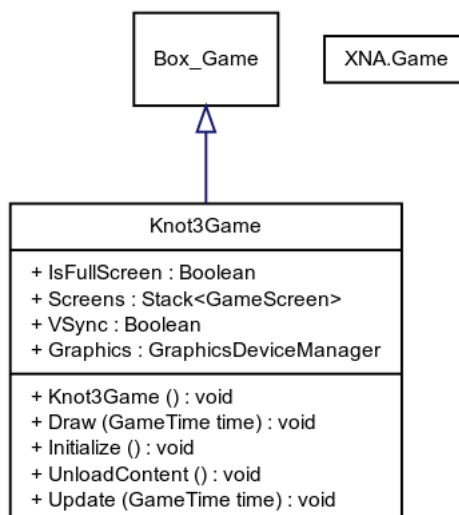 Box_Game
XNA.Game
Knot3Game
+ IsFullScreen : Boolean
+ Screens : Stack<GameScreen>
+ VSync : Boolean
+ Graphics : GraphicsDeviceManager
+ Knot3Game () : void
+ Draw (GameTime time) : void
+ Initialize () : void
+ UnloadContent () : void
+ Update (GameTime time) : void